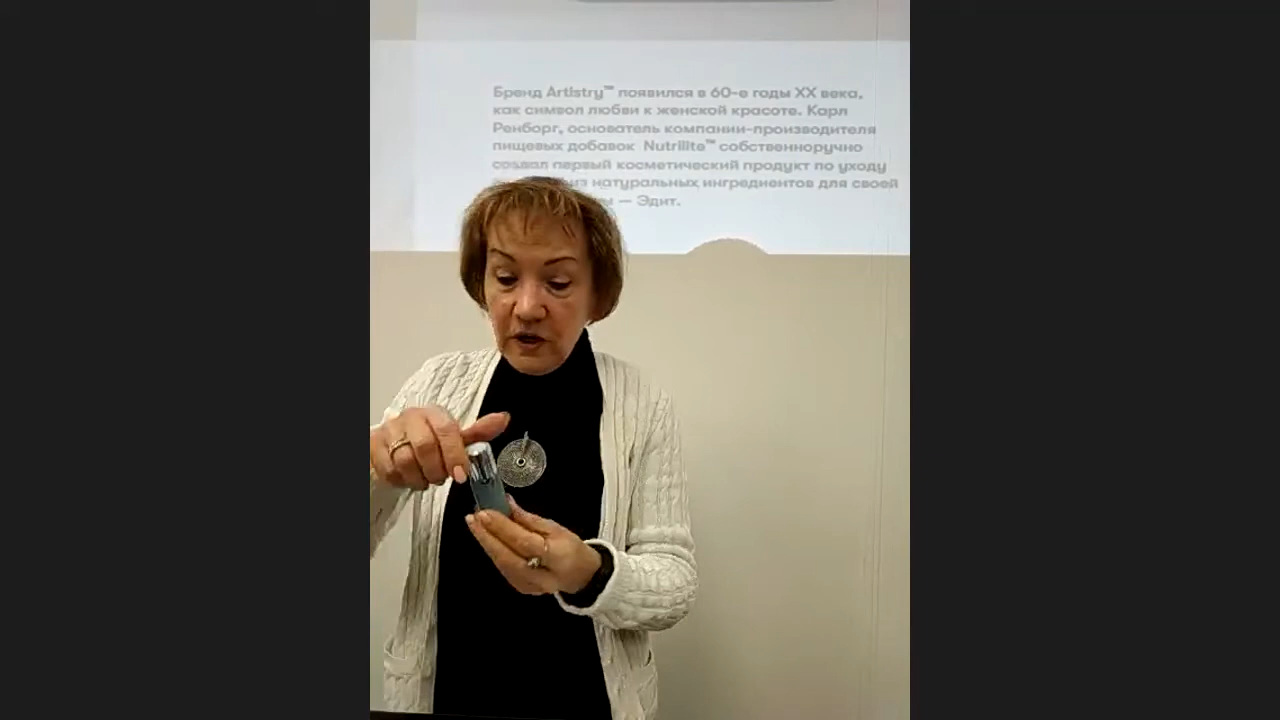 Бренд Artistry™ появился в 60-е годы XX века,
как символ любви к женской красоте. Карл
Ренборг, основатель компании-производителя
пищевых добавок Nutrilite™ собственноручно
создал первый косметический продукт по уходу
из натуральных ингредиентов для своей
— Эдит.